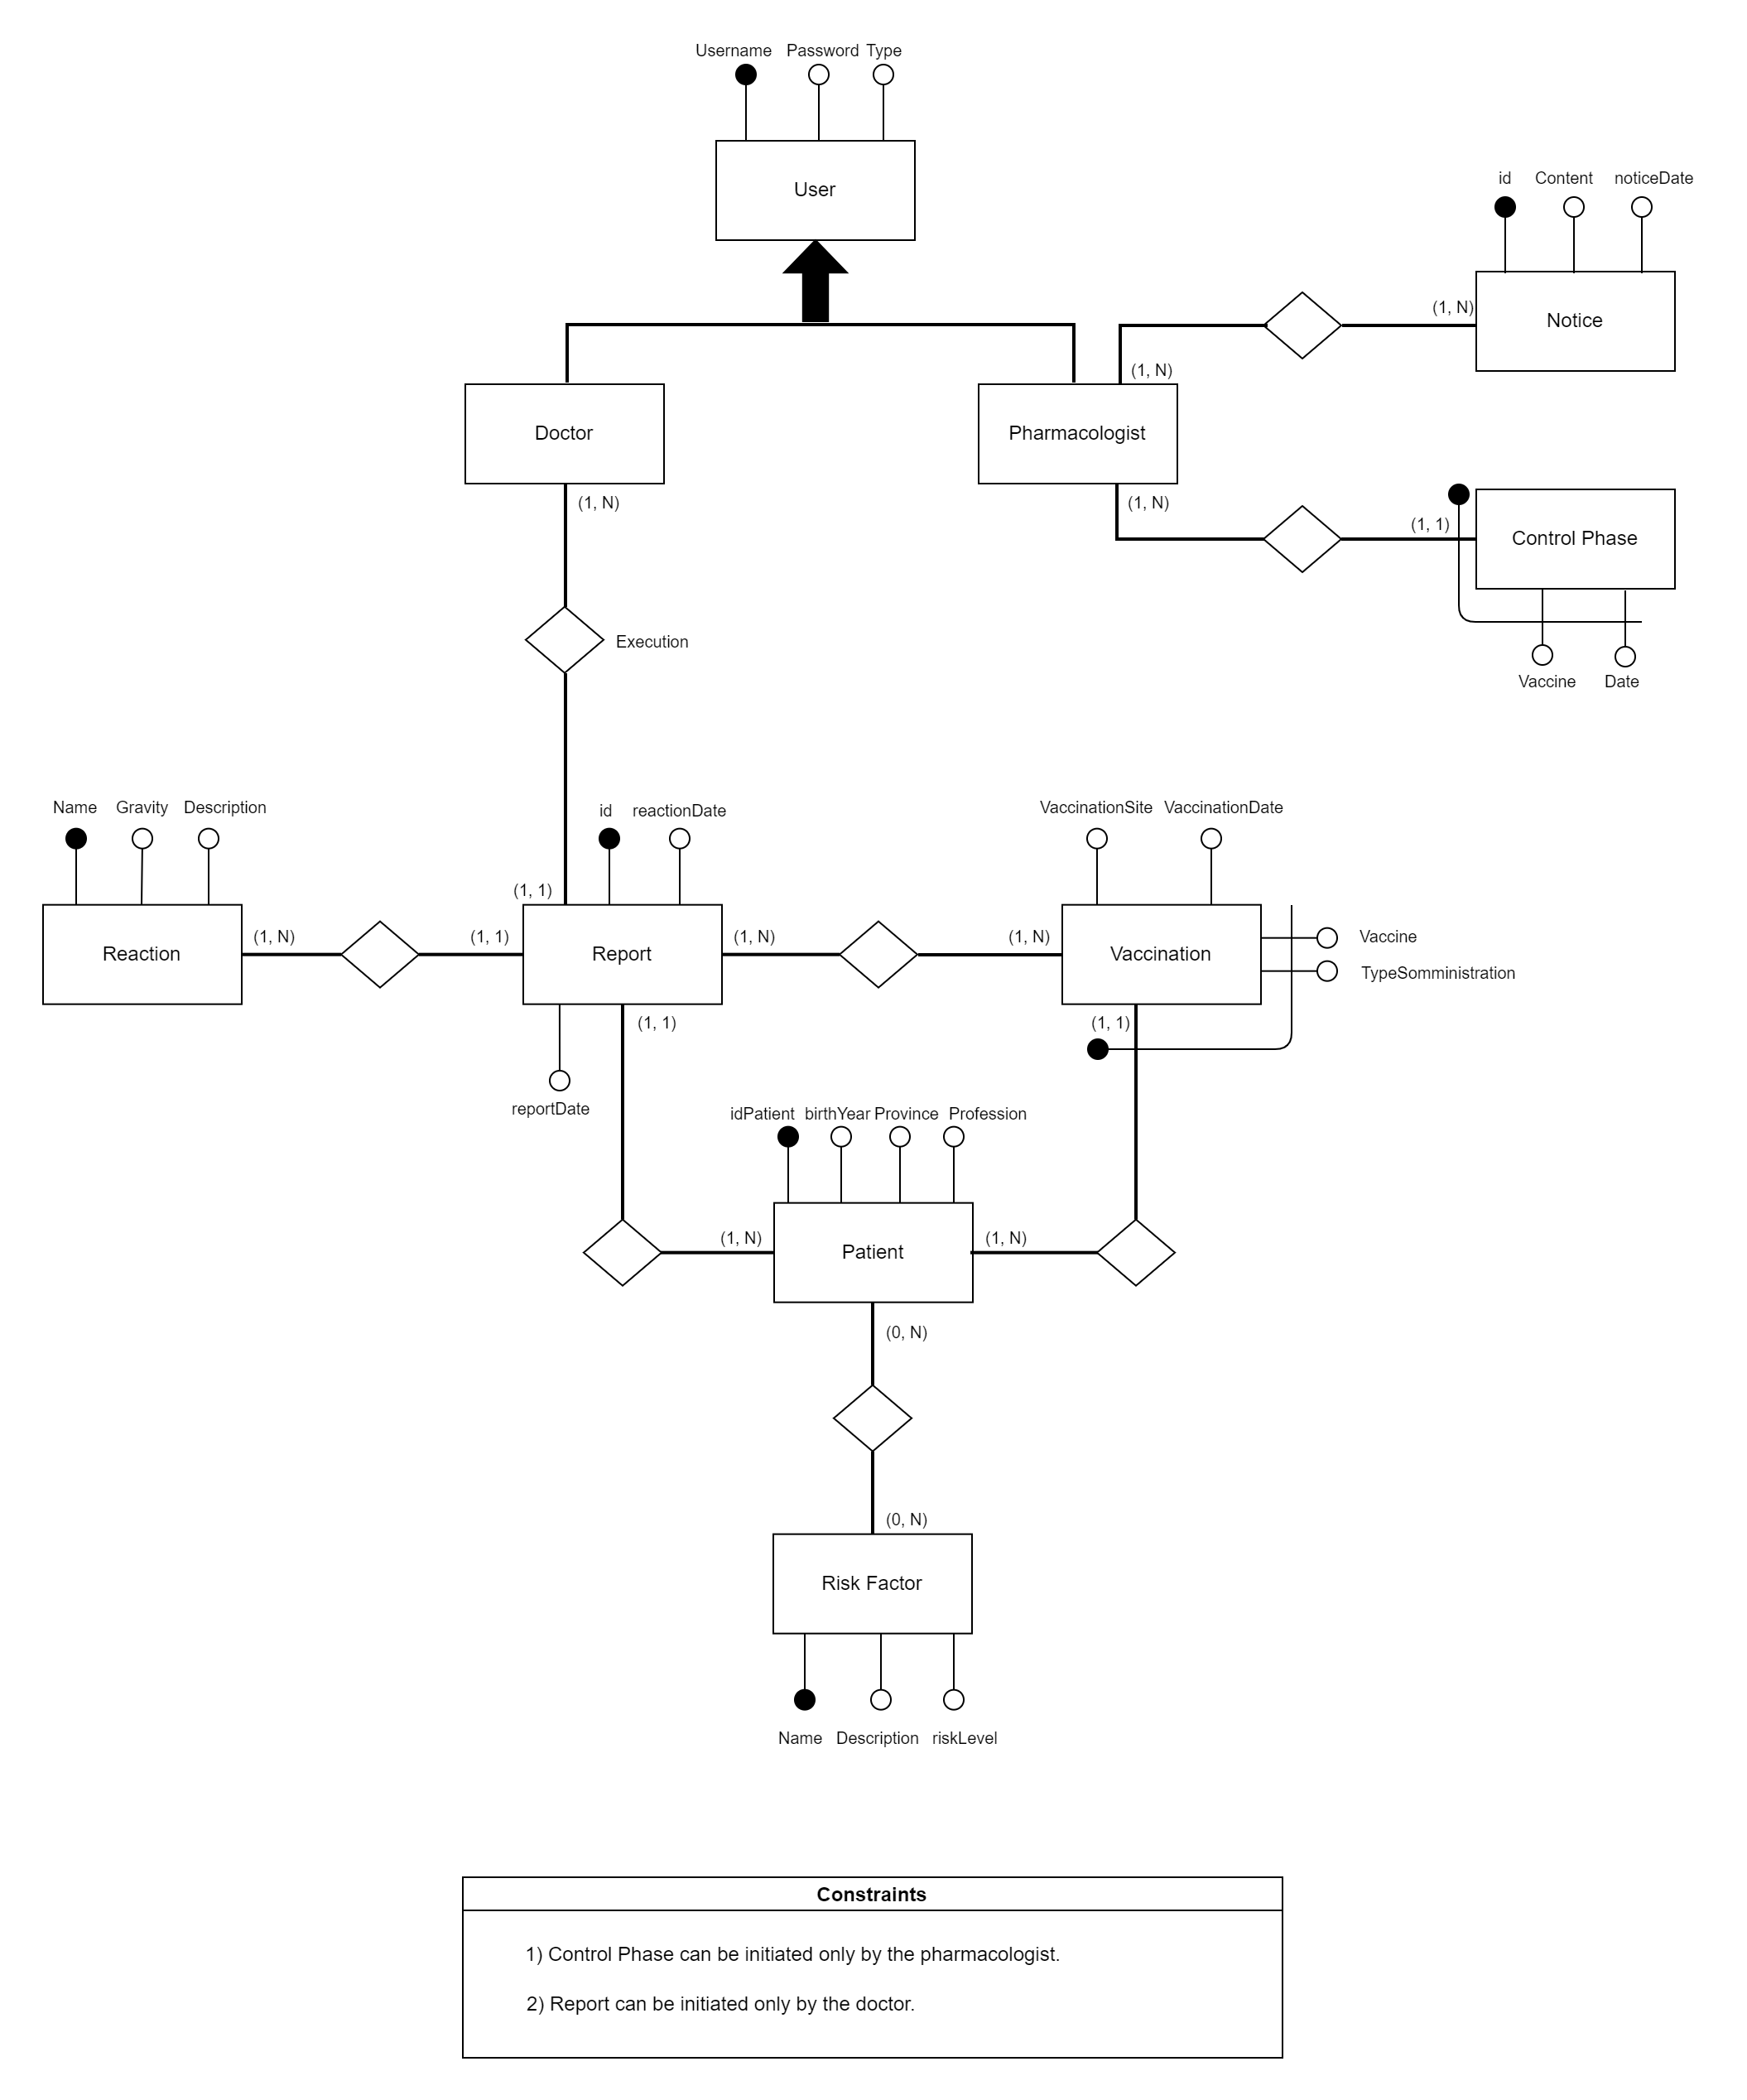 Username Password Type
User
id Content noticeDate
Notice
(1, N)
(1, N)
Doctor
Pharmacologist
(1, N)
(1, N)
(1, 1)
Control Phase
Execution
Vaccine Date
Name Gravity Description
id reactionDate
VaccinationSite VaccinationDate
(1, 1)
Reaction
(1, N)
(1, 1)
Report
(1, N)
(1, N)
Vaccination
Vaccine
TypeSomministration
(1, 1)
(1, 1)
reportDate
idPatient birthYear Province Profession
(1, N)
Patient
(1, N)
(0, N)
(0, N)
Risk Factor
Name Description riskLevel
Constraints
1) Control Phase can be initiated only by the pharmacologist.
2) Report can be initiated only by the doctor.